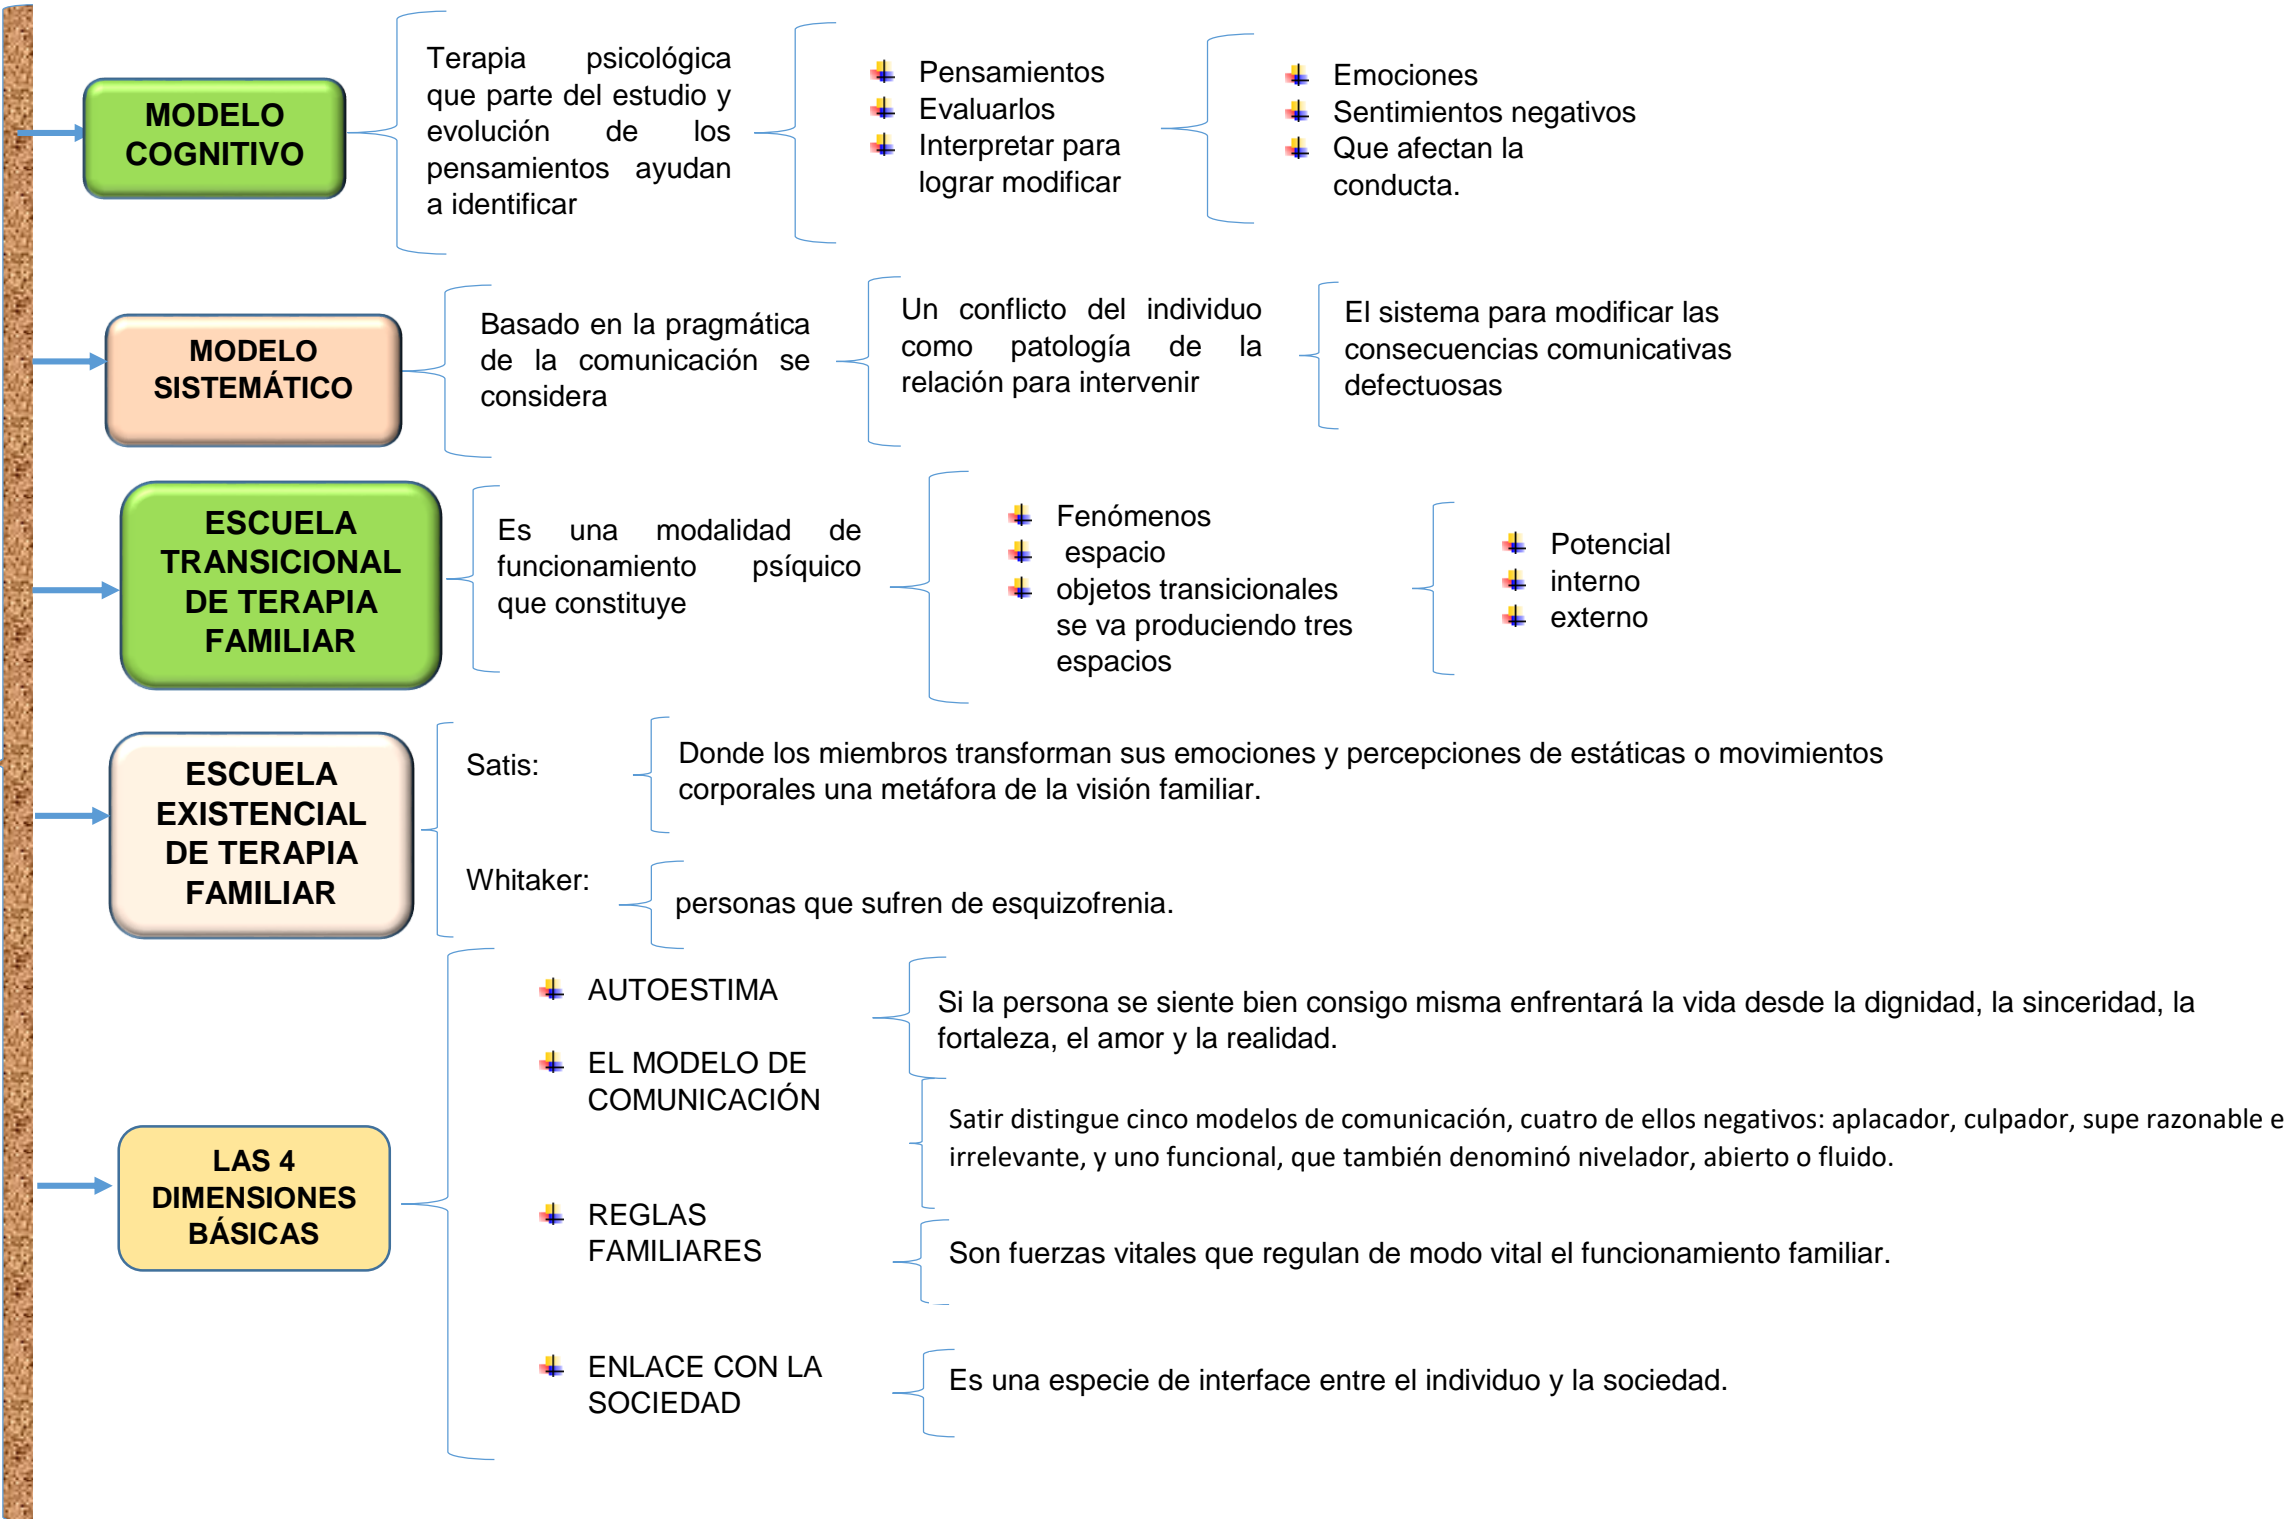 MODELO
COGNITIVO
Terapia psicológica
que parte del estudio y
evolución de los
pensamientos ayudan
a identificar
Pensamientos
Evaluarlos
Interpretar para
lograr modificar
Emociones
Sentimientos negativos
Que afectan la
conducta.
MODELO
SISTEMÁTICO
Basado en la pragmática
de la comunicación se
considera
Un conflicto del individuo
como patología de la
relación para intervenir
El sistema para modificar las
consecuencias comunicativas
defectuosas
ESCUELA
TRANSICIONAL
DE TERAPIA
FAMILIAR
Es una modalidad de
funcionamiento psíquico
que constituye
Fenómenos
espacio
objetos transicionales
se va produciendo tres
espacios
Potencial
interno
externo
ESCUELA
EXISTENCIAL
DE TERAPIA
FAMILIAR
Satis:
Donde los miembros transforman sus emociones y percepciones de estáticas o movimientos
corporales una metáfora de la visión familiar.
Whitaker:
personas que sufren de esquizofrenia.
LAS 4
DIMENSIONES
BÁSICAS
AUTOESTIMA
Si la persona se siente bien consigo misma enfrentará la vida desde la dignidad, la sinceridad, la
fortaleza, el amor y la realidad.
EL MODELO DE
COMUNICACIÓN
Satir distingue cinco modelos de comunicación, cuatro de ellos negativos: aplacador, culpador, supe razonable e
irrelevante, y uno funcional, que también denominó nivelador, abierto o fluido.
REGLAS
FAMILIARES
Son fuerzas vitales que regulan de modo vital el funcionamiento familiar.
ENLACE CON LA
SOCIEDAD
Es una especie de interface entre el individuo y la sociedad.